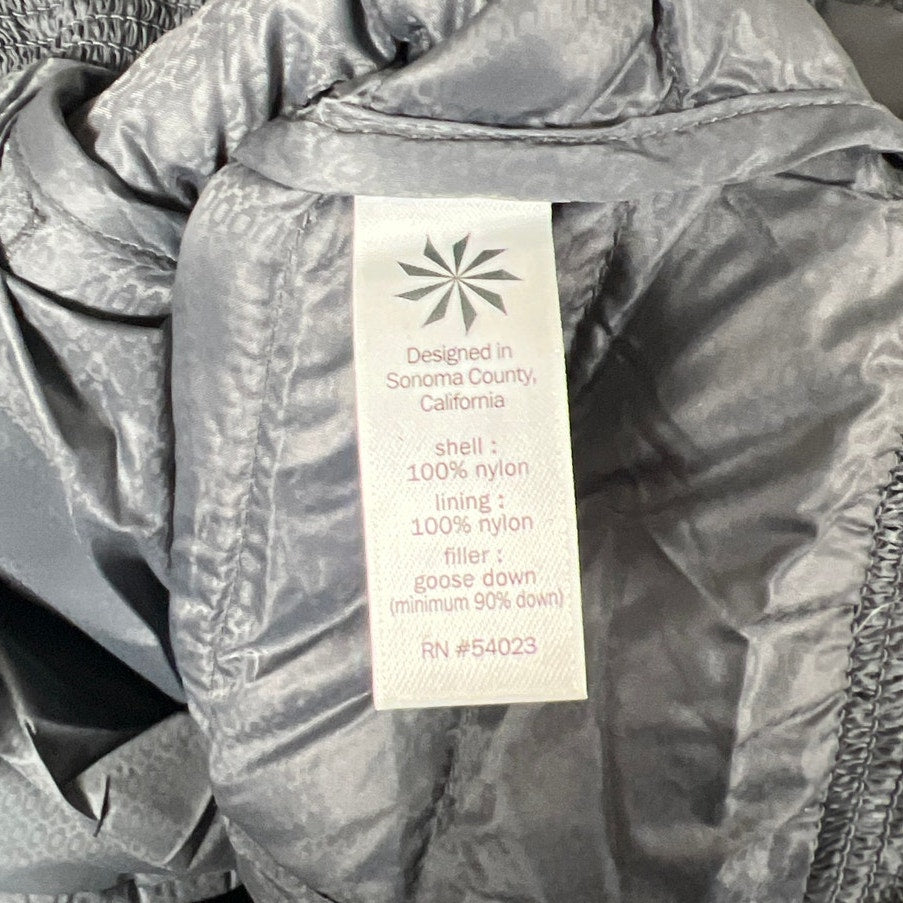 Designed in
Sonoma County,
California
shell :
100% nylon
lining :
100% nylon
filler :
goose down
(minimum 90% down)
RN #54023